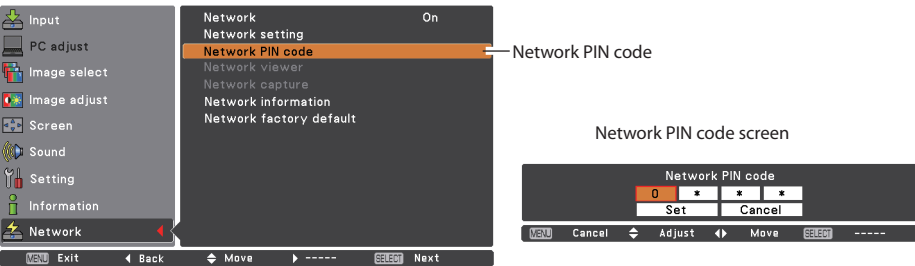 Input
PC adjust
Image select
Image adjust
Screen
Sound
Setting
Information
Network
Network On
Network setting
Network PIN code
Network viewer
Network capture
Network information
Network factory default
MENU Exit Back Move ----- SELECT Next
Network PIN code
Network PIN code screen
Network PIN code
0 * * *
Set Cancel
MENU Cancel Adjust Move SELECT -----